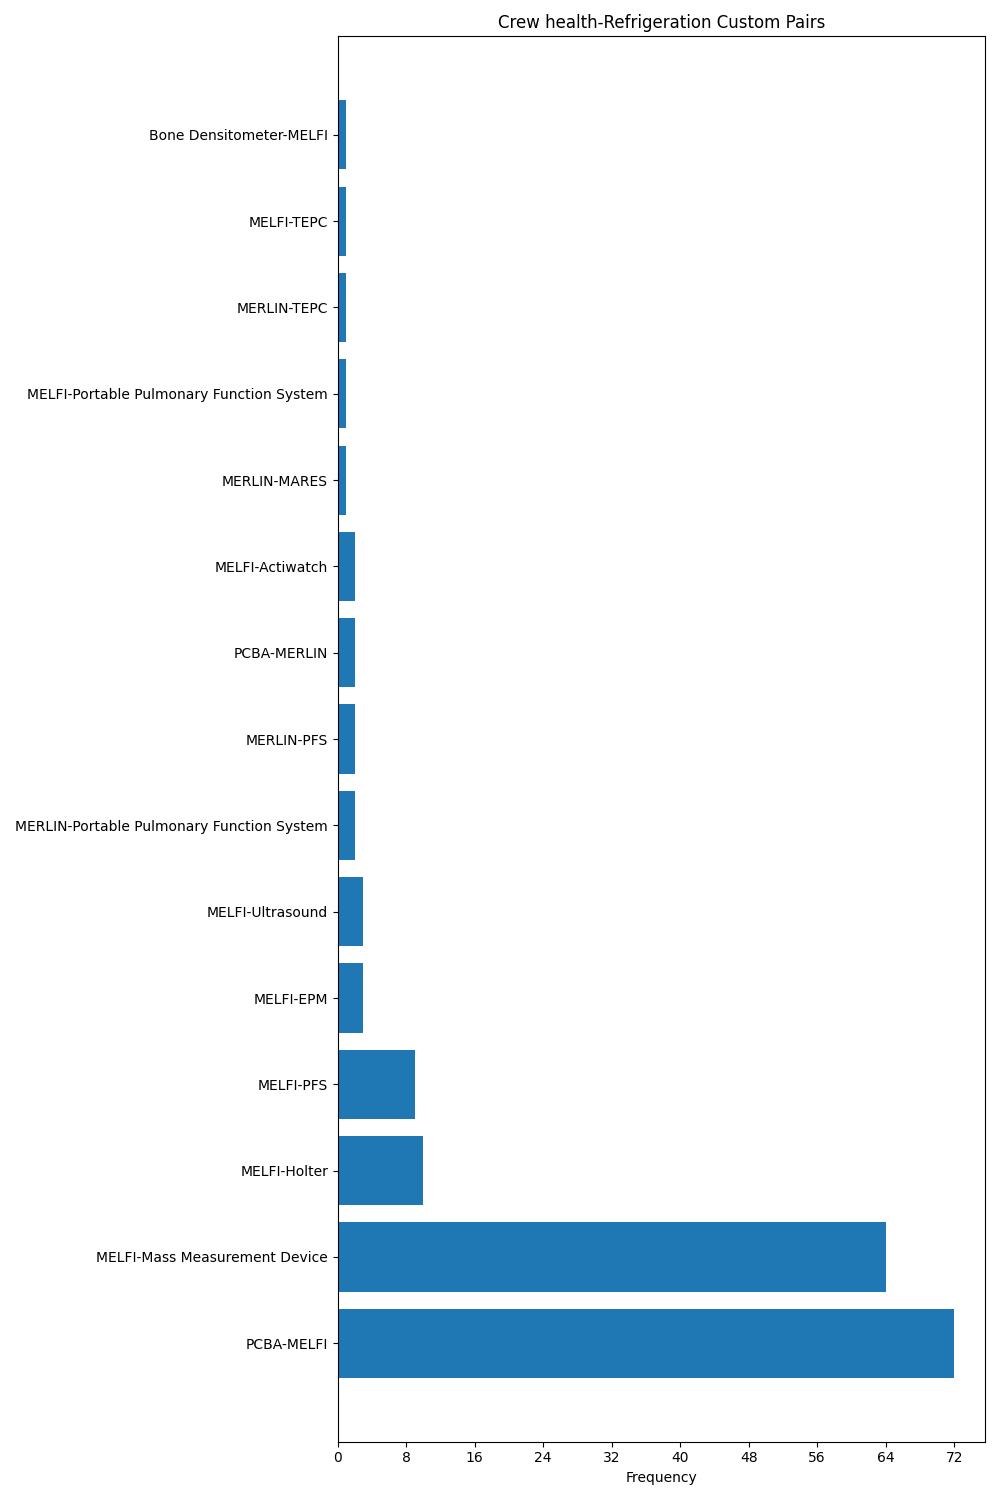 Crew health-Refrigeration Custom Pairs
Bone Densitometer-MELFI
MELFI-TEPC
MERLIN-TEPC
MELFI-Portable Pulmonary Function System
MERLIN-MARES
MELFI-Actiwatch
PCBA-MERLIN
MERLIN-PFS
MERLIN-Portable Pulmonary Function System
MELFI-Ultrasound
MELFI-EPM
MELFI-PFS
MELFI-Holter
MELFI-Mass Measurement Device
PCBA-MELFI
0 8 16 24 32 40 48 56 64 72
Frequency